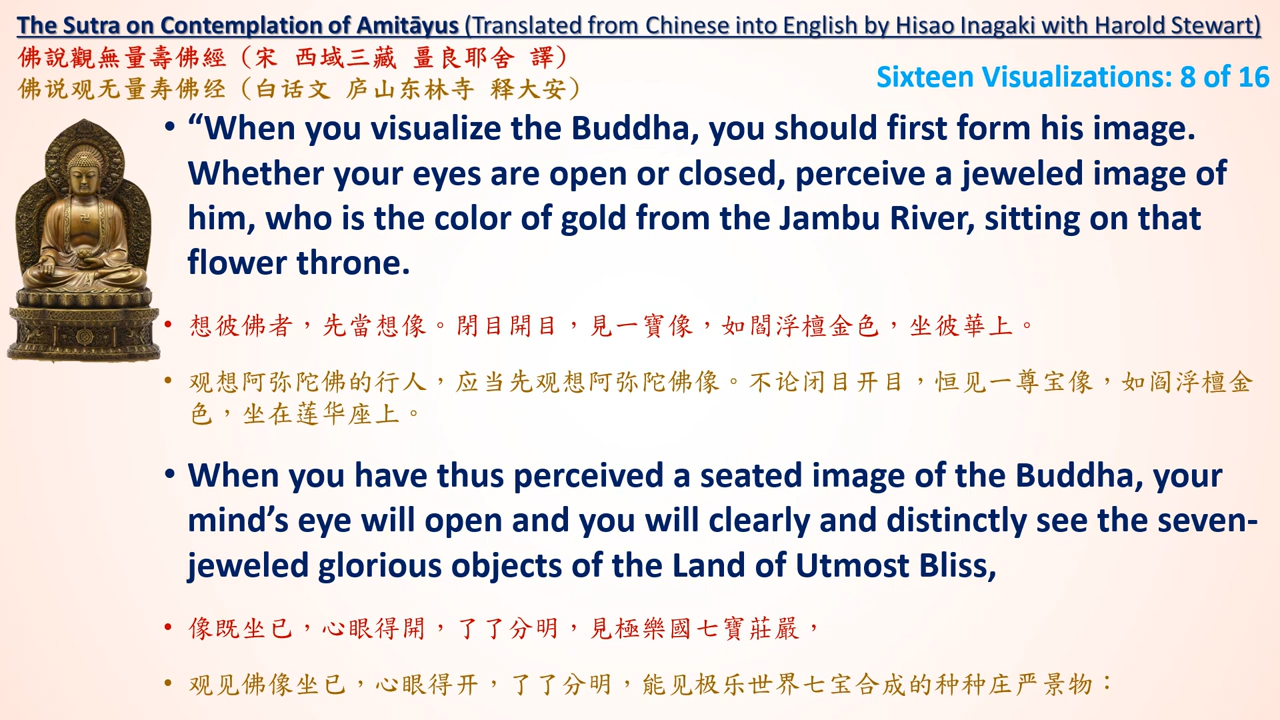 The Sutra on Contemplation of Amitāyus (Translated from Chinese into English by Hisao Inagaki with Harold Stewart)
佛說觀無量壽佛經（宋 西域三藏 畺良耶舍 譯）
佛说观无量寿佛经（白话文 庐山东林寺 释大安）
Sixteen Visualizations: 8 of 16
• “When you visualize the Buddha, you should first form his image.
Whether your eyes are open or closed, perceive a jeweled image of
him, who is the color of gold from the Jambu River, sitting on that
flower throne.
• 想彼佛者，先當想像。閉目開目，見一寶像，如閻浮檀金色，坐彼華上。
• 观想阿弥陀佛的行人，应当先观想阿弥陀佛像。不论闭目开目，恒见一尊宝像，如阎浮檀金
色，坐在莲华座上。
• When you have thus perceived a seated image of the Buddha, your
mind’s eye will open and you will clearly and distinctly see the seven-
jeweled glorious objects of the Land of Utmost Bliss,
• 像既坐已，心眼得開，了了分明，見極樂國七寶莊嚴，
• 观见佛像坐已，心眼得开，了了分明，能见极乐世界七宝合成的种种庄严景物：